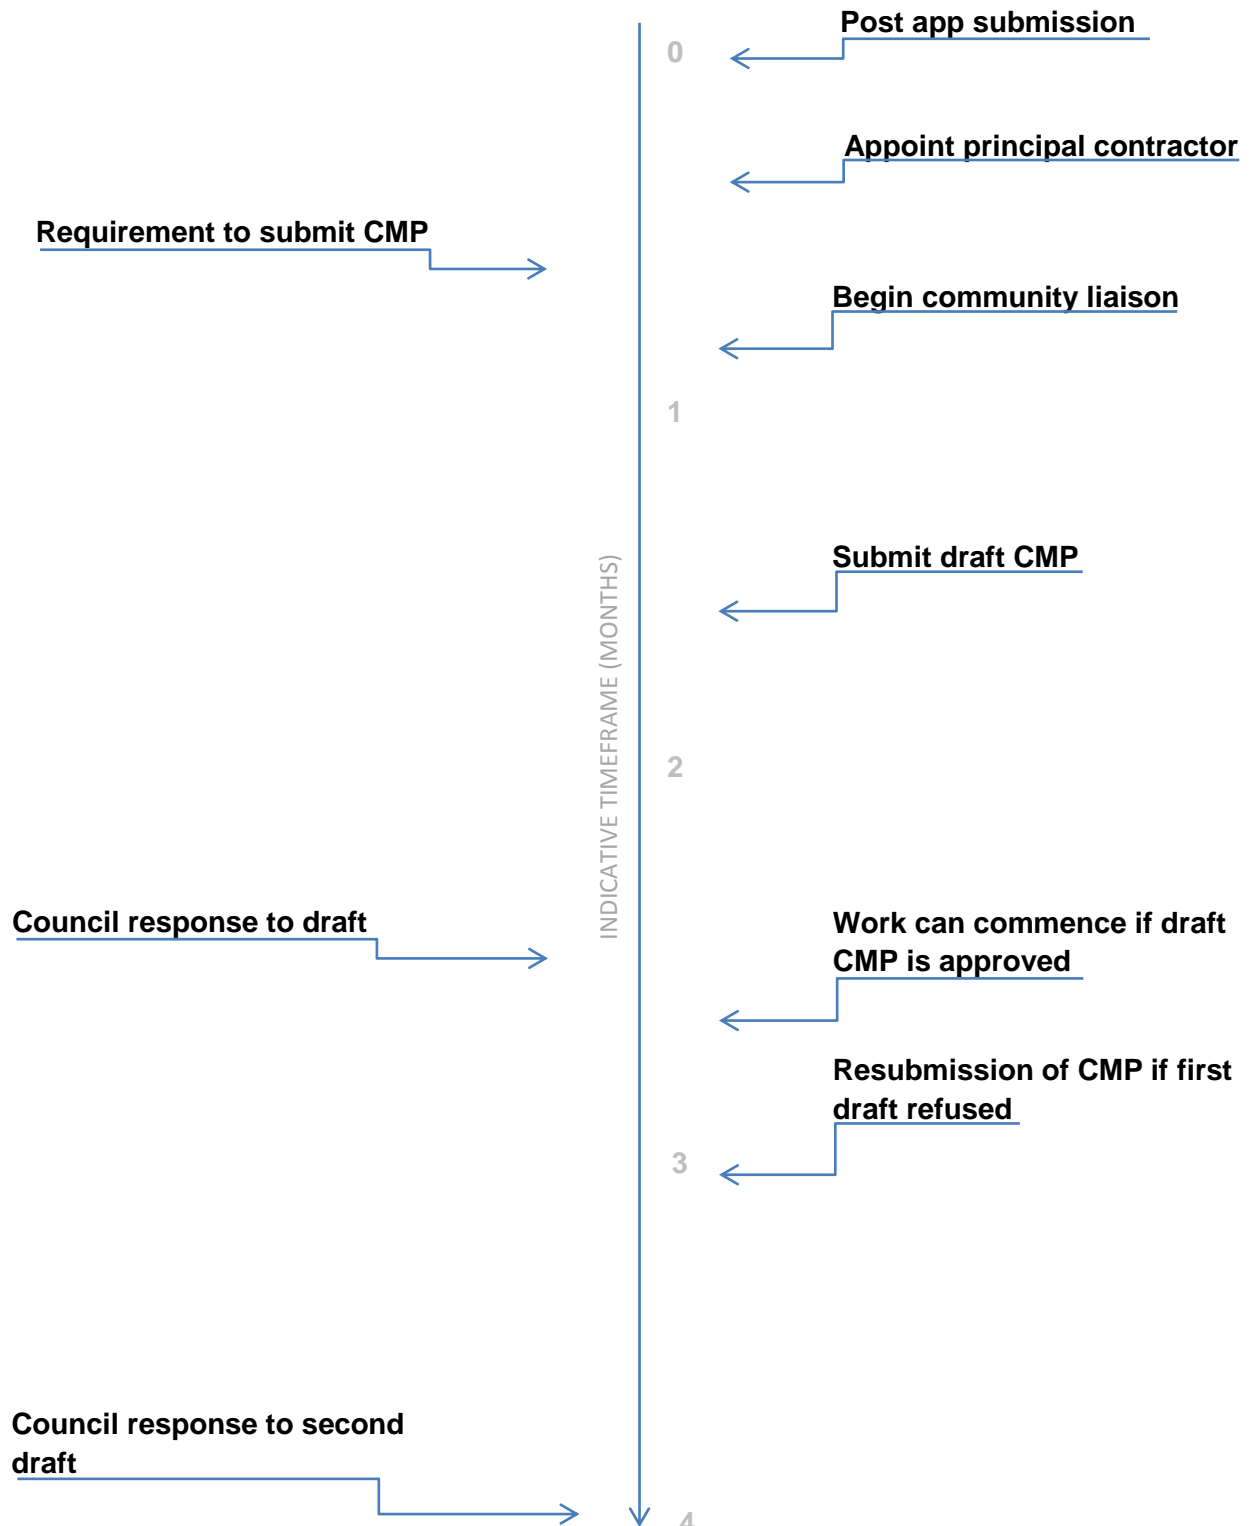 Post app submission
0
Appoint principal contractor
Requirement to submit CMP
Begin community liaison
1
Submit draft CMP
INDICATIVE TIMEFRAME (MONTHS)
2
Council response to draft
Work can commence if draft
CMP is approved
Resubmission of CMP if first
draft refused
3
Council response to second
draft
4